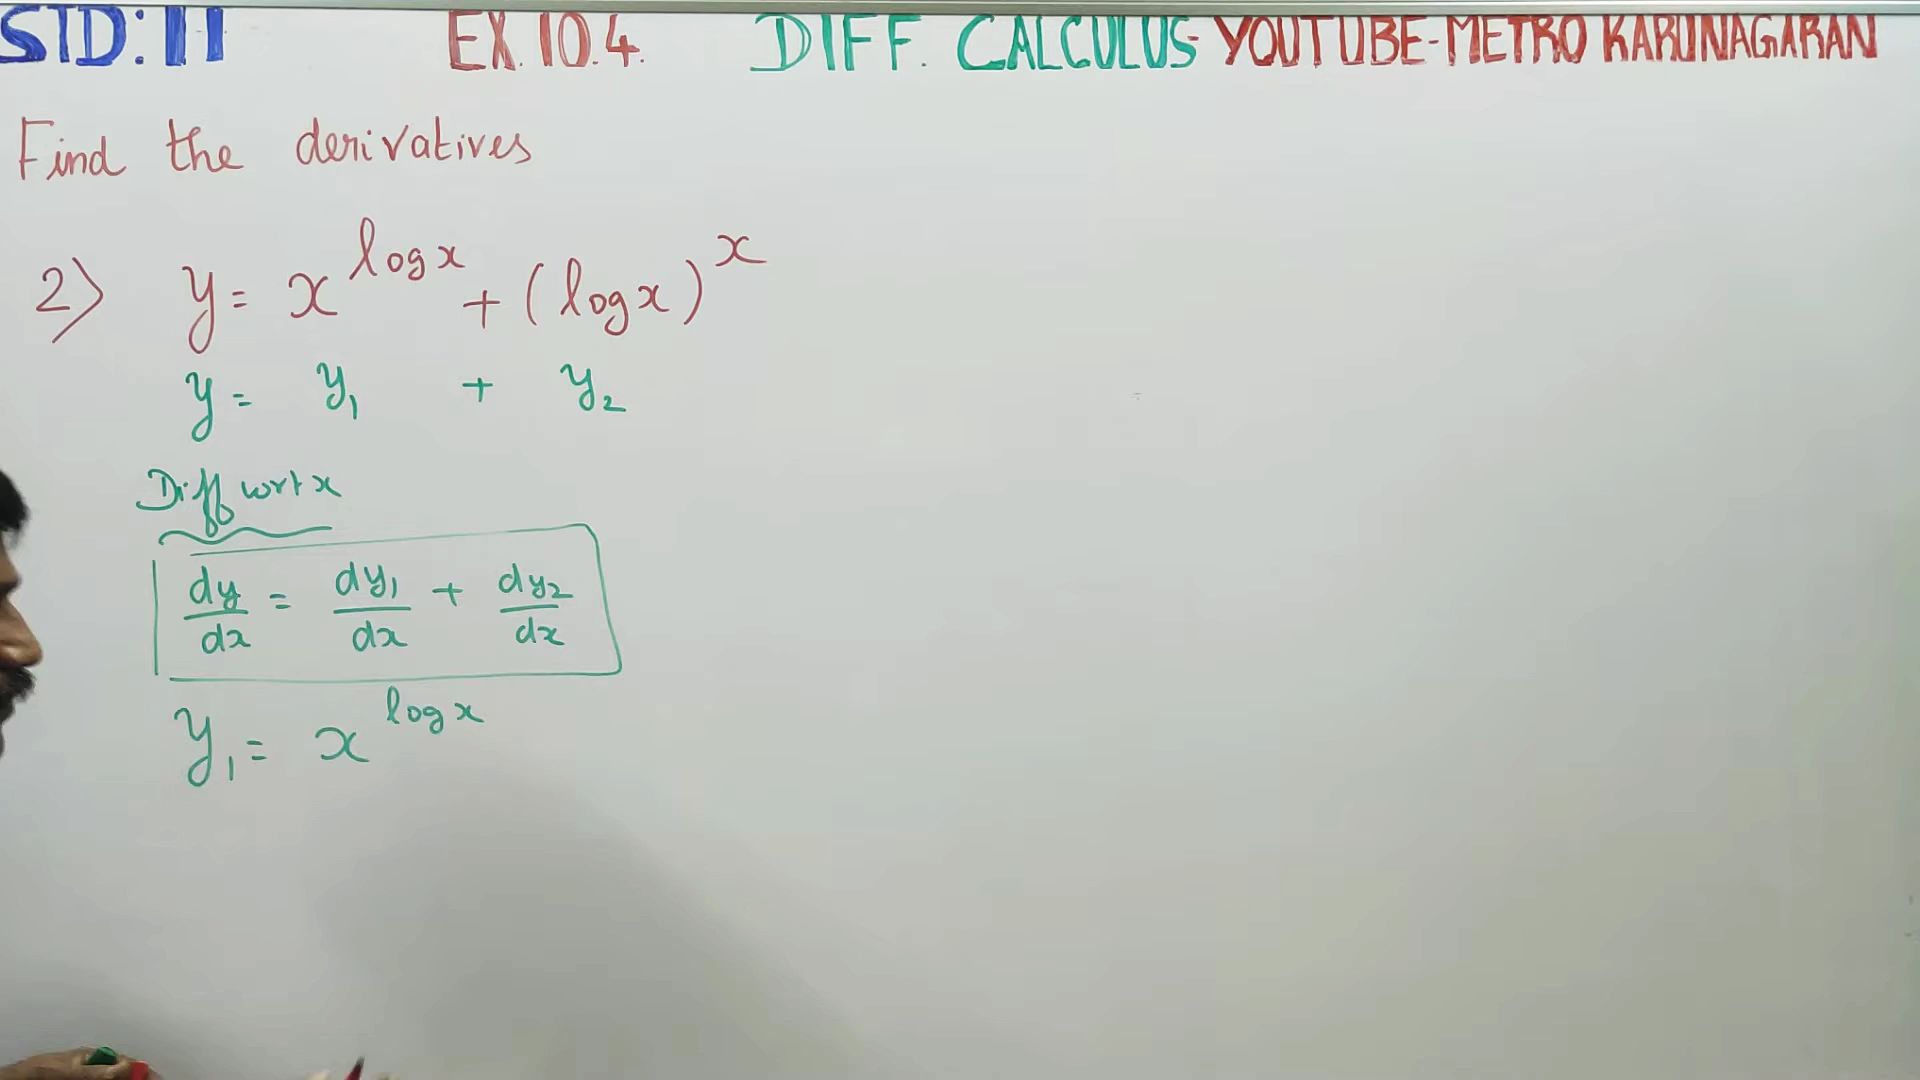 STD: 11 EX. 10.4. DIFF. CALCULUS- YOUTUBE-METRO KARUNAGARAN
Find the derivatives
2) y = x^{log x} + (log x)^x
y = y₁ + y₂
Diff wrt x
dy/dx = dy₁/dx + dy₂/dx
y₁ = x^{log x}